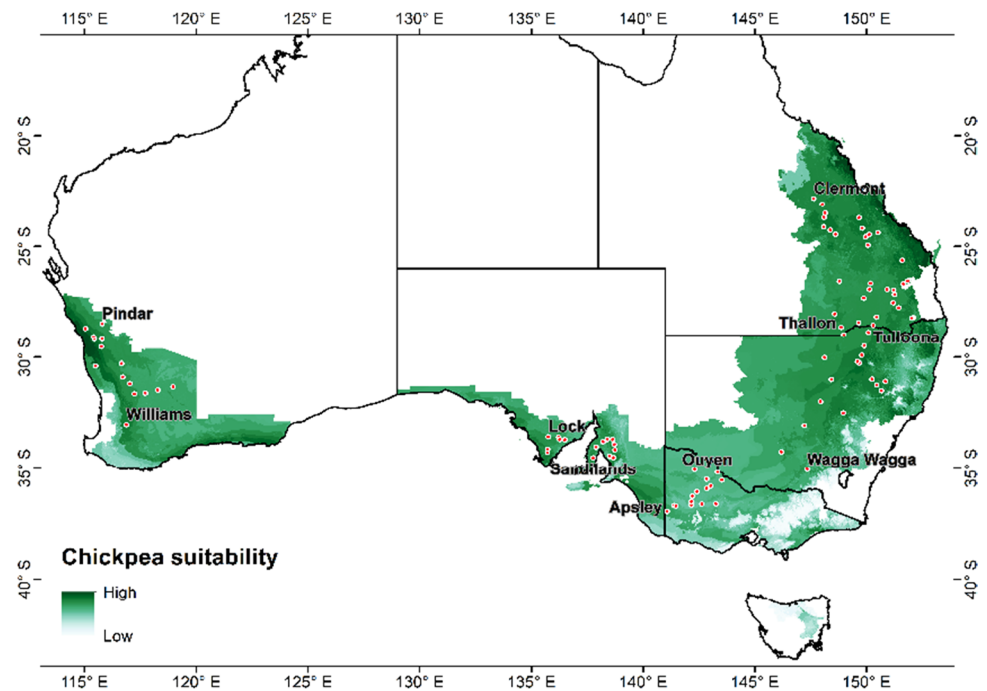 115° E 120° E 125° E 130° E 135° E 140° E 145° E 150° E
20° S 20° S
Clermont
25° S 25° S
Pindar
Thallon
Tulloona
30° S 30° S
Williams
Lock
Sandilands
Ouyen
Wagga Wagga
35° S 35° S
Apsley
Chickpea suitability
High
Low
40° S 40° S
115° E 120° E 125° E 130° E 135° E 140° E 145° E 150° E